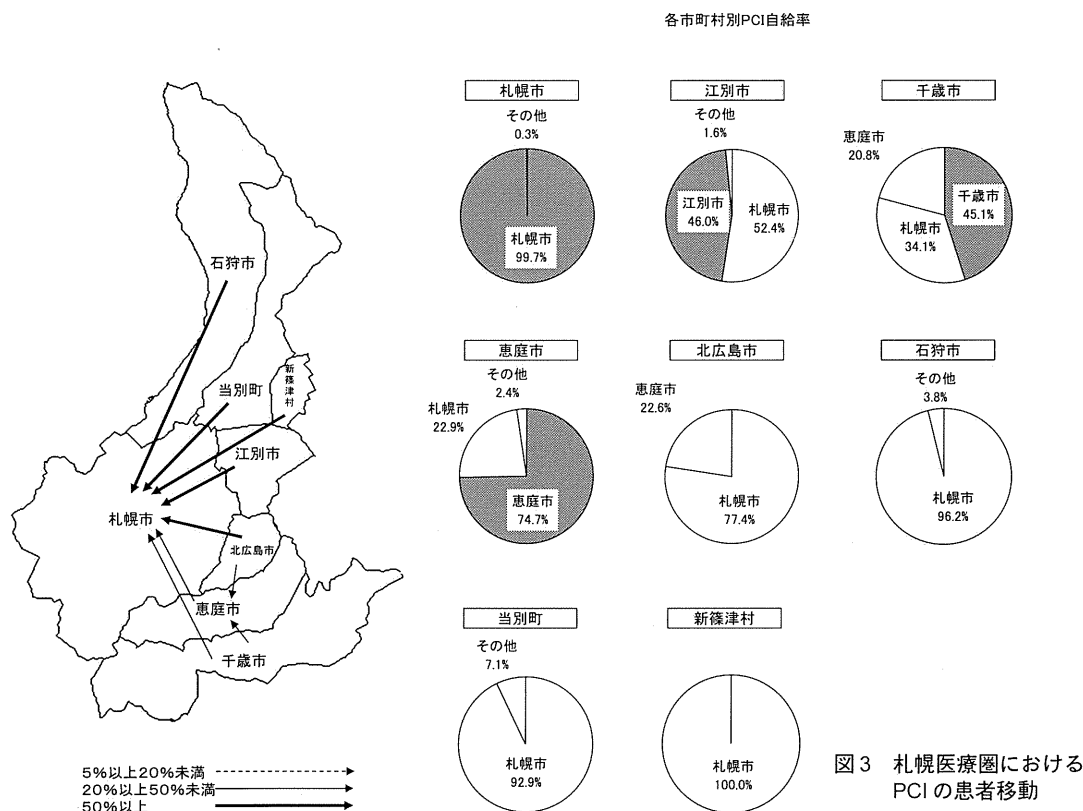 各市町村別PCI自給率
札幌市
その他
0.3%
札幌市
99.7%
江別市
その他
1.6%
江別市
46.0%
札幌市
52.4%
千歳市
恵庭市
20.8%
千歳市
45.1%
札幌市
34.1%
恵庭市
その他
2.4%
札幌市
22.9%
恵庭市
74.7%
北広島市
恵庭市
22.6%
札幌市
77.4%
石狩市
その他
3.8%
札幌市
96.2%
当別町
その他
7.1%
札幌市
92.9%
新篠津村
札幌市
100.0%
石狩市
当別町
新篠津村
江別市
札幌市
北広島市
恵庭市
千歳市
5%以上20%未満
20%以上50%未満
50%以上
図3 札幌医療圏における
PCIの患者移動